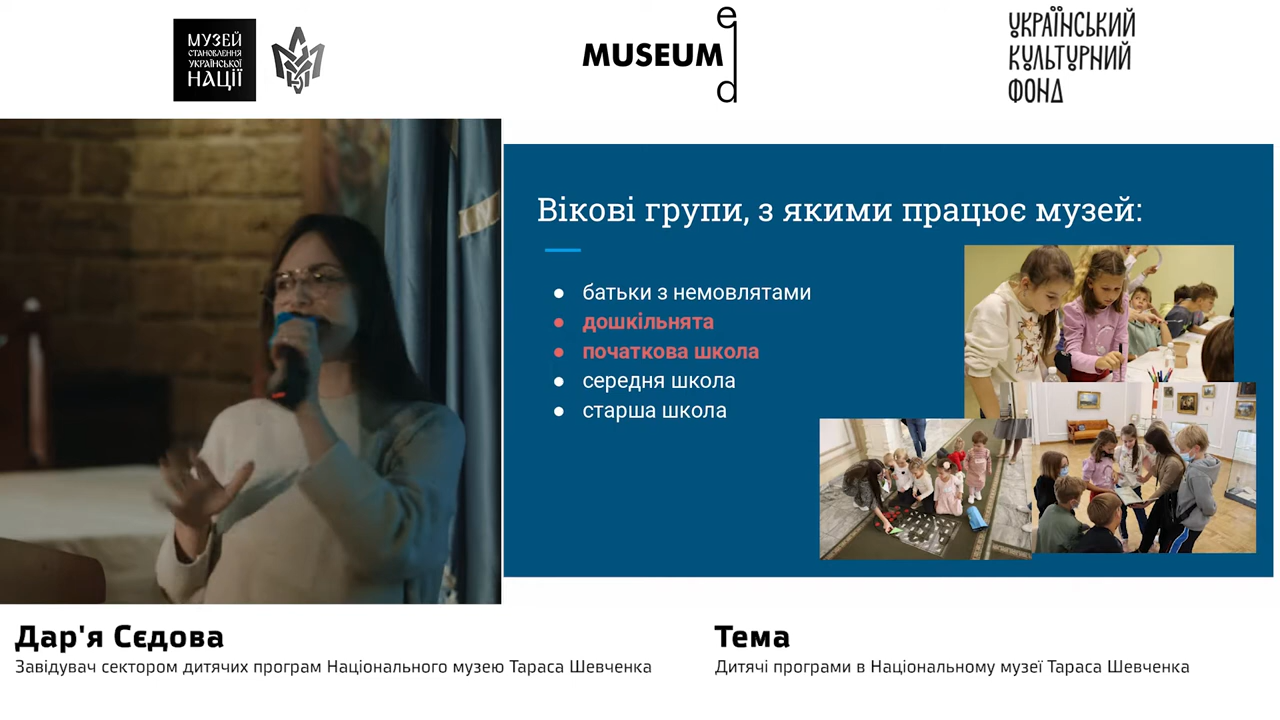 МУЗЕЙ
СТАНОВЛЕННЯ
УКРАЇНСЬКОЇ
НАЦІЇ
MUSEUM ed
УКРАЇНСЬКИЙ
КУЛЬТУРНИЙ
ФОНД
Вікові групи, з якими працює музей:
● батьки з немовлятами
● дошкільнята
● початкова школа
● середня школа
● старша школа
Дар'я Сєдова
Завідувач сектором дитячих програм Національного музею Тараса Шевченка
Тема
Дитячі програми в Національному музеї Тараса Шевченка